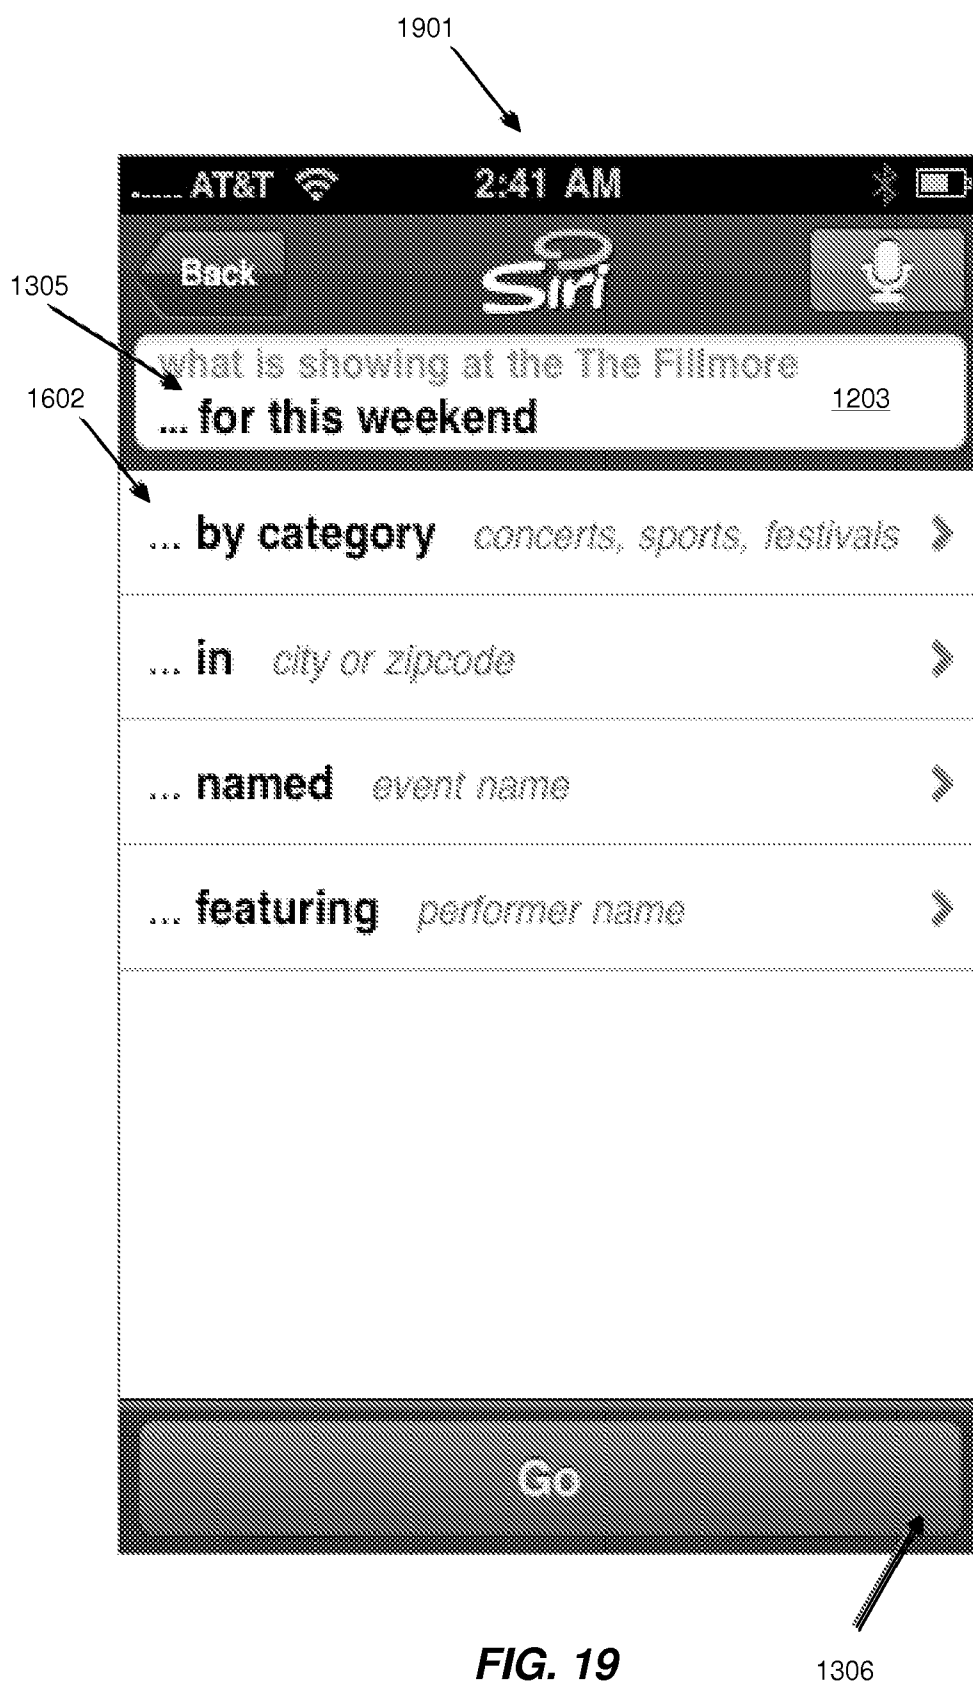 1901
..... AT&T 2:41 AM
Back Siri
1305
what is showing at the The Fillmore
1602
... for this weekend 1203
... by category concerts, sports, festivals
... in city or zipcode
... named event name
... featuring performer name
Go
FIG. 19
1306